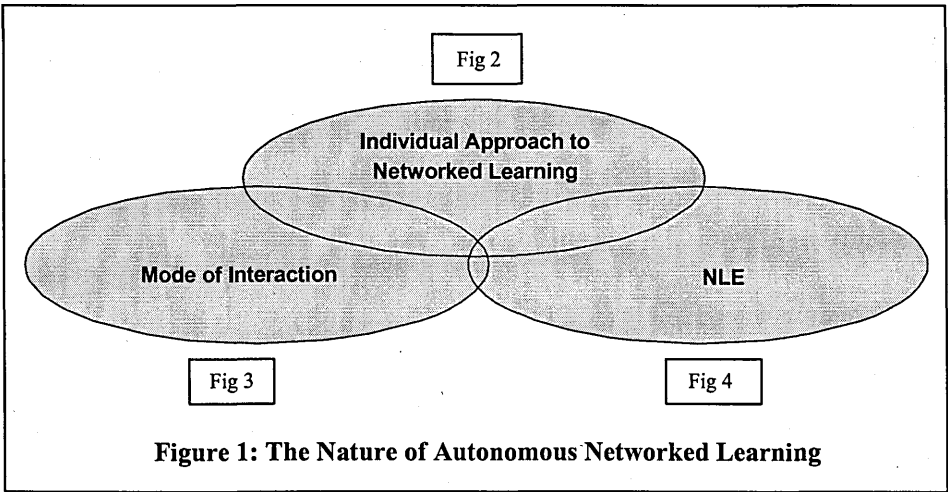 Fig 2
Individual Approach to
Networked Learning
Mode of Interaction
NLE
Fig 3
Fig 4
Figure 1: The Nature of Autonomous Networked Learning